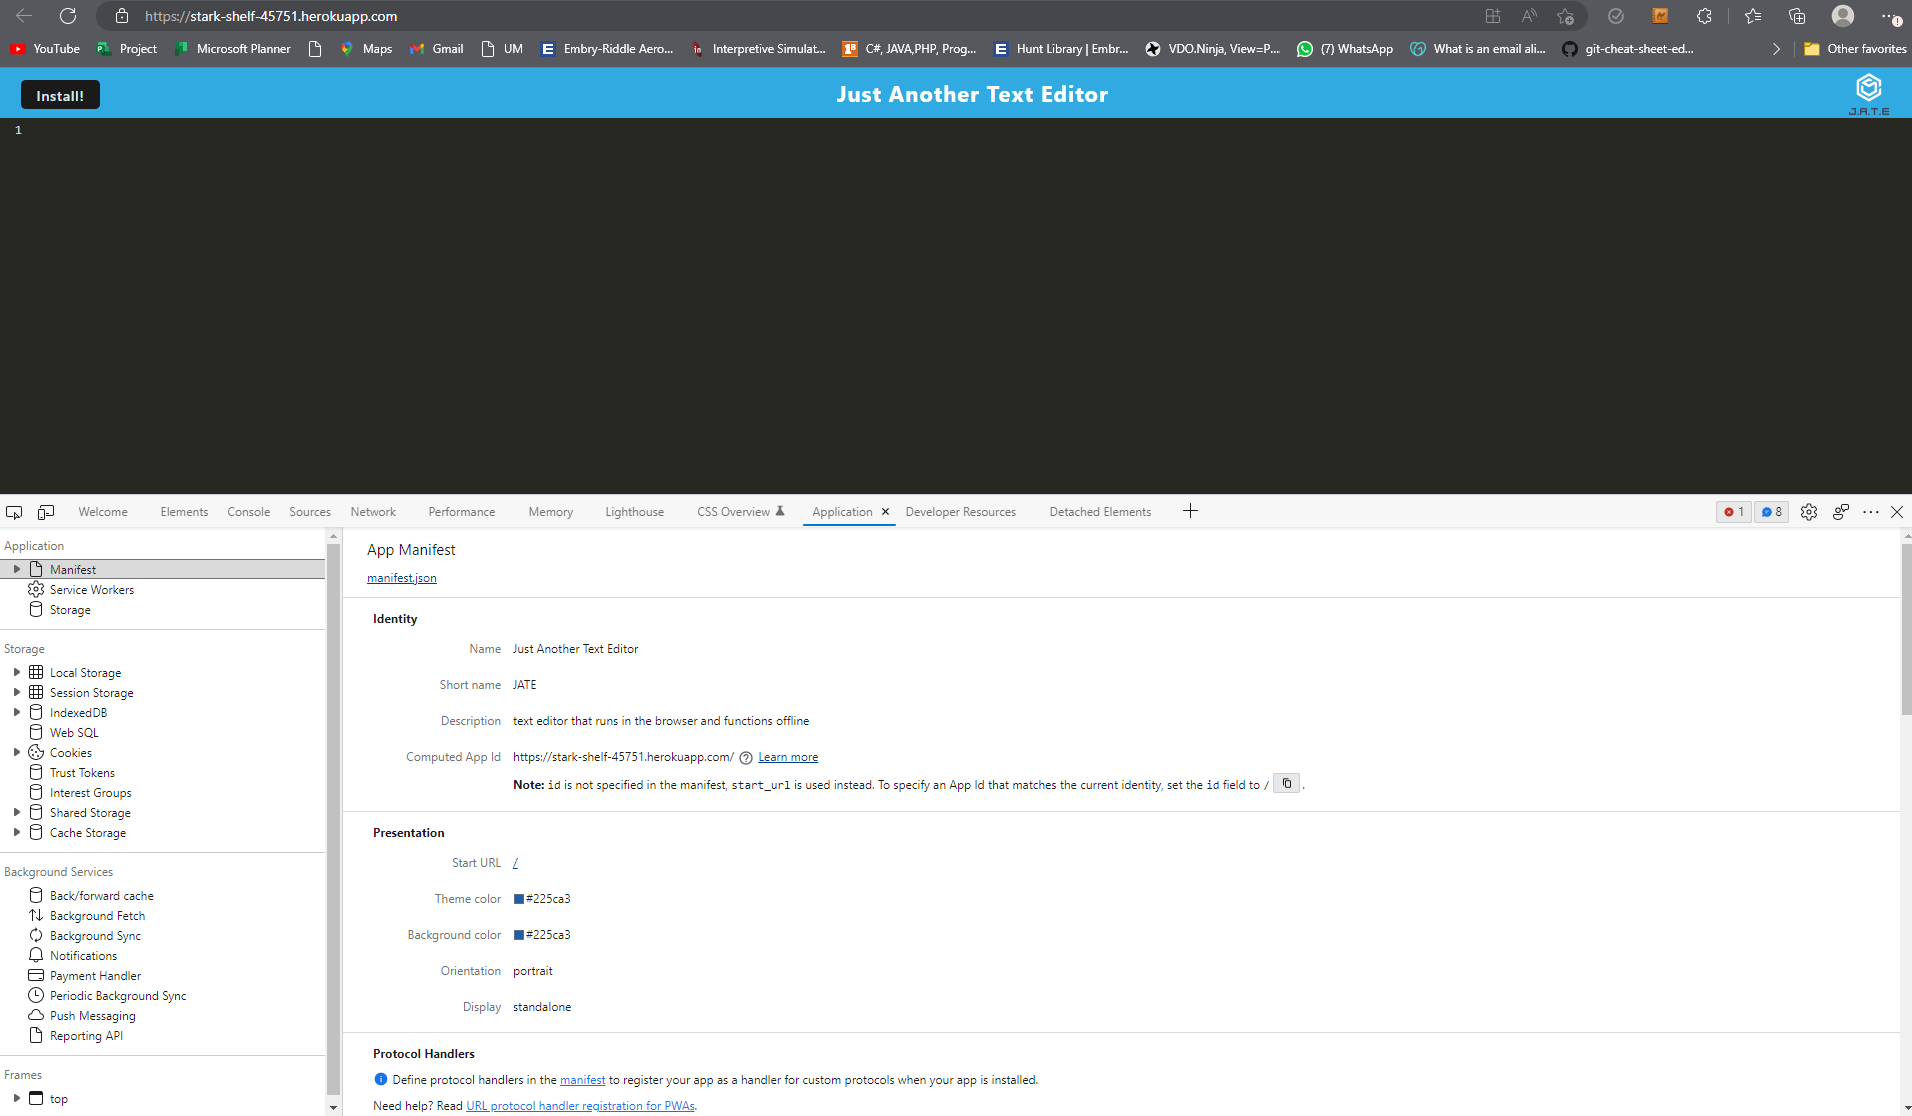 https://stark-shelf-45751.herokuapp.com
YouTube Project Microsoft Planner Maps Gmail UM Embry-Riddle Aero... Interpretive Simulat... C#, JAVA,PHP, Prog... Hunt Library | Embr... VDO.Ninja, View=P... (7) WhatsApp What is an email ali... git-cheat-sheet-ed... Other favorites
Install! Just Another Text Editor
J.A.T.E
1
Welcome Elements Console Sources Network Performance Memory Lighthouse CSS Overview Application Developer Resources Detached Elements 1 8
Application
Manifest
Service Workers
Storage
Storage
Local Storage
Session Storage
IndexedDB
Web SQL
Cookies
Trust Tokens
Interest Groups
Shared Storage
Cache Storage
Background Services
Back/forward cache
Background Fetch
Background Sync
Notifications
Payment Handler
Periodic Background Sync
Push Messaging
Reporting API
Frames
top
App Manifest
manifest.json
Identity
Name Just Another Text Editor
Short name JATE
Description text editor that runs in the browser and functions offline
Computed App Id https://stark-shelf-45751.herokuapp.com/ Learn more
Note: id is not specified in the manifest, start_url is used instead. To specify an App Id that matches the current identity, set the id field to / .
Presentation
Start URL /
Theme color #225ca3
Background color #225ca3
Orientation portrait
Display standalone
Protocol Handlers
Define protocol handlers in the manifest to register your app as a handler for custom protocols when your app is installed.
Need help? Read URL protocol handler registration for PWAs.